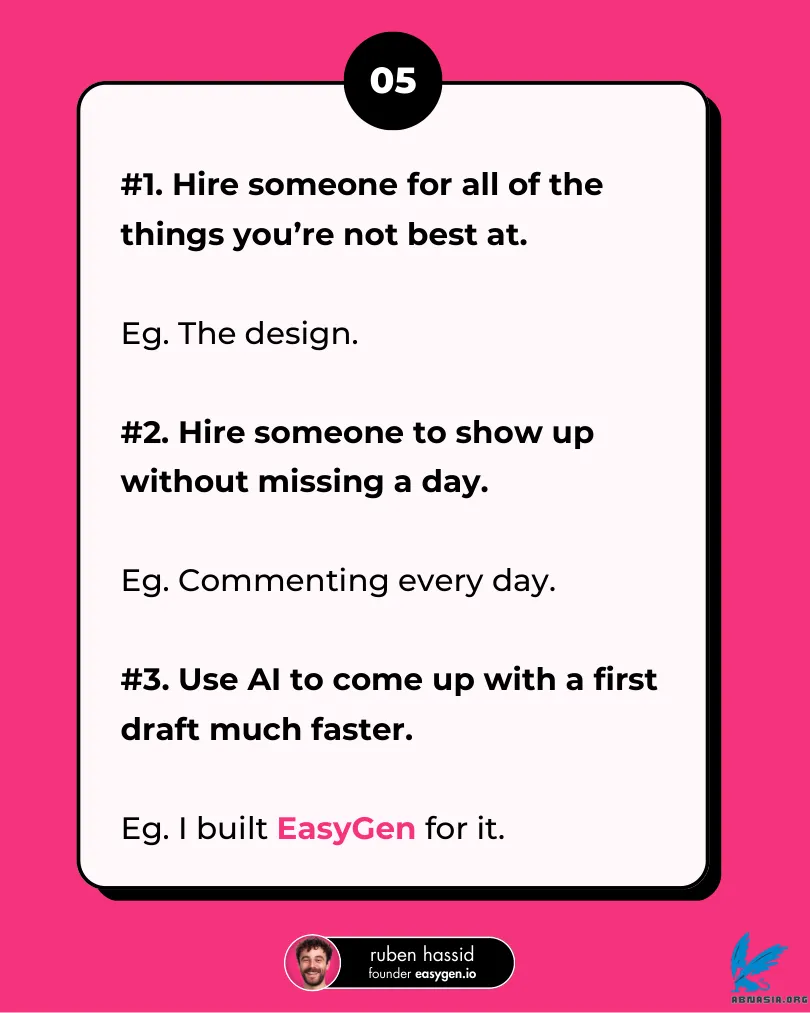 05
#1. Hire someone for all of the
things you’re not best at.
Eg. The design.
#2. Hire someone to show up
without missing a day.
Eg. Commenting every day.
#3. Use AI to come up with a first
draft much faster.
Eg. I built EasyGen for it.
ruben hassid
founder easygen.io
ABNASIA.ORG